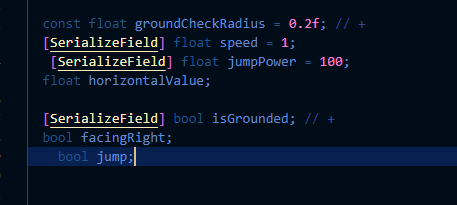 const float groundCheckRadius = 0.2f; // +
[SerializeField] float speed = 1;
[SerializeField] float jumpPower = 100;
float horizontalValue;
[SerializeField] bool isGrounded; // +
bool facingRight;
bool jump;